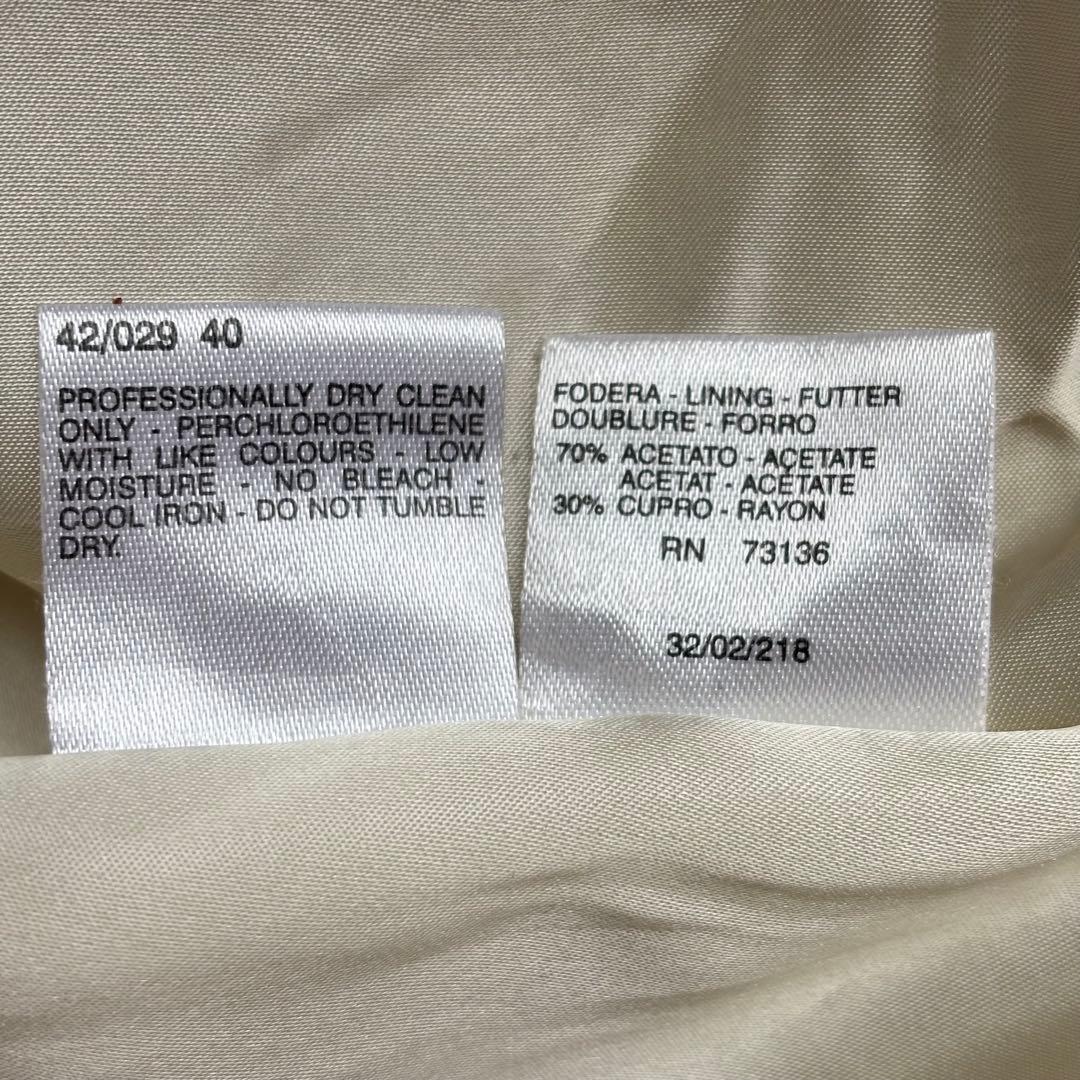 42/029 40
PROFESSIONALLY DRY CLEAN
ONLY - PERCHLOROETHILENE
WITH LIKE COLOURS - LOW
MOISTURE - NO BLEACH -
COOL IRON - DO NOT TUMBLE
DRY.
FODERA - LINING - FUTTER
DOUBLURE - FORRO
70% ACETATO - ACETATE
ACETAT - ACÉTATE
30% CUPRO - RAYON
RN 73136
32/02/218